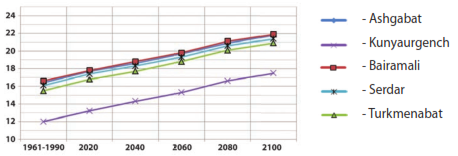 24
22
20
18
16
14
12
10
1961-1990 2020 2040 2060 2080 2100
- Ashgabat
- Kunyaurgench
- Bairamali
- Serdar
- Turkmenabat